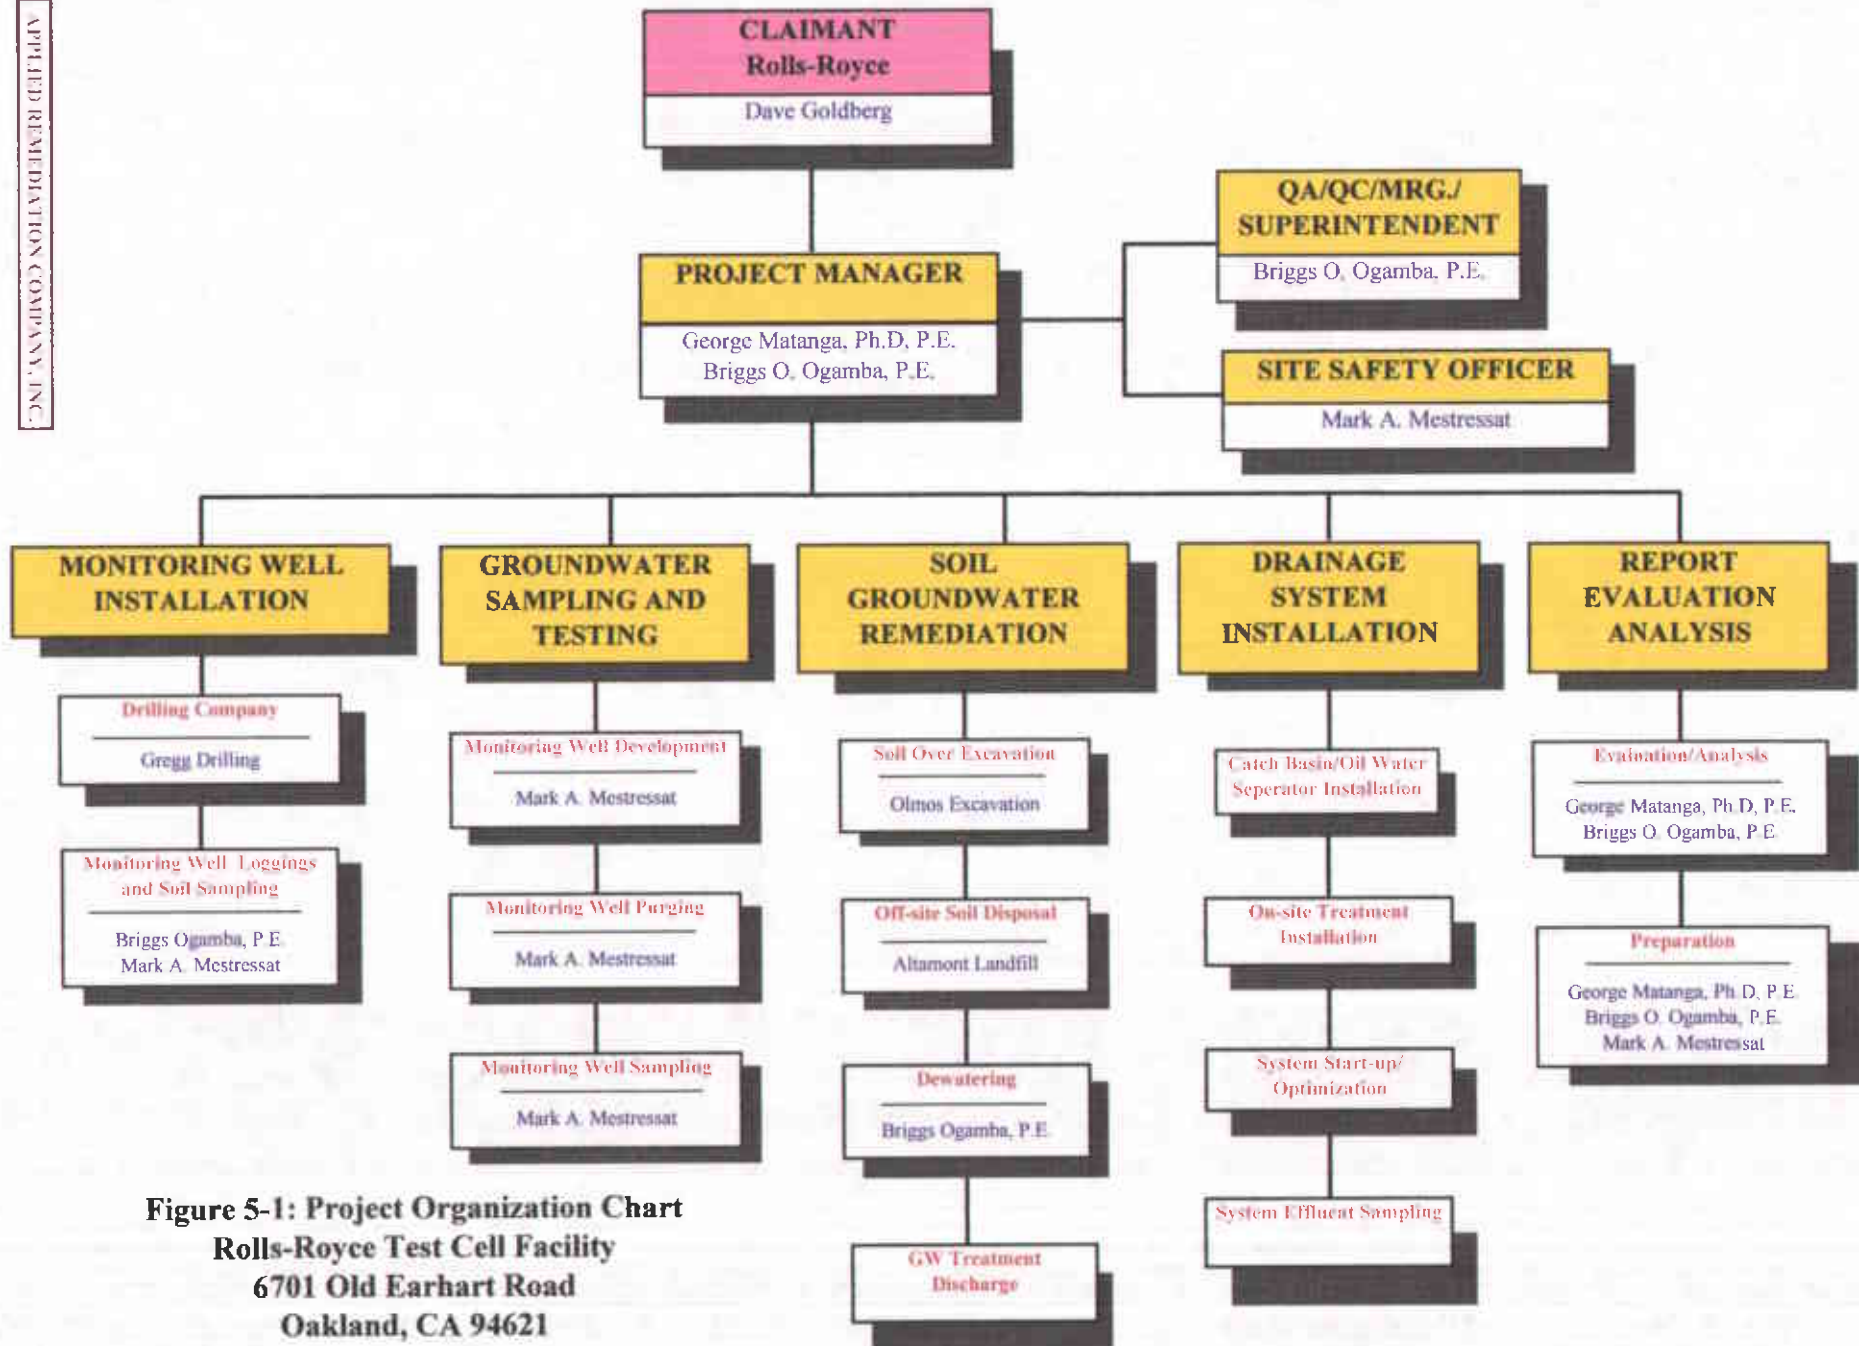 APPLIED REMEDIATION COMPANY, INC.
CLAIMANT
Rolls-Royce
Dave Goldberg
QA/QC/MRG./
SUPERINTENDENT
Briggs O. Ogamba, P.E.
PROJECT MANAGER
George Matanga, Ph.D, P.E.
Briggs O. Ogamba, P.E.
SITE SAFETY OFFICER
Mark A. Mestressat
MONITORING WELL
INSTALLATION
Drilling Company
Gregg Drilling
Monitoring Well Loggings
and Soil Sampling
Briggs Ogamba, P.E.
Mark A. Mestressat
GROUNDWATER
SAMPLING AND
TESTING
Monitoring Well Development
Mark A. Mestressat
Monitoring Well Purging
Mark A. Mestressat
Monitoring Well Sampling
Mark A. Mestressat
SOIL
GROUNDWATER
REMEDIATION
Soil Over Excavation
Olmos Excavation
Off-site Soil Disposal
Altamont Landfill
Dewatering
Briggs Ogamba, P.E.
GW Treatment
Discharge
DRAINAGE
SYSTEM
INSTALLATION
Catch Basin/Oil Water
Seperator Installation
On-site Treatment
Installation
System Start-up/
Optimization
System Effluent Sampling
REPORT
EVALUATION
ANALYSIS
Evaluation/Analysis
George Matanga, Ph.D, P.E.
Briggs O. Ogamba, P.E.
Preparation
George Matanga, Ph.D, P.E.
Briggs O. Ogamba, P.E.
Mark A. Mestressat
Figure 5-1: Project Organization Chart
Rolls-Royce Test Cell Facility
6701 Old Earhart Road
Oakland, CA 94621